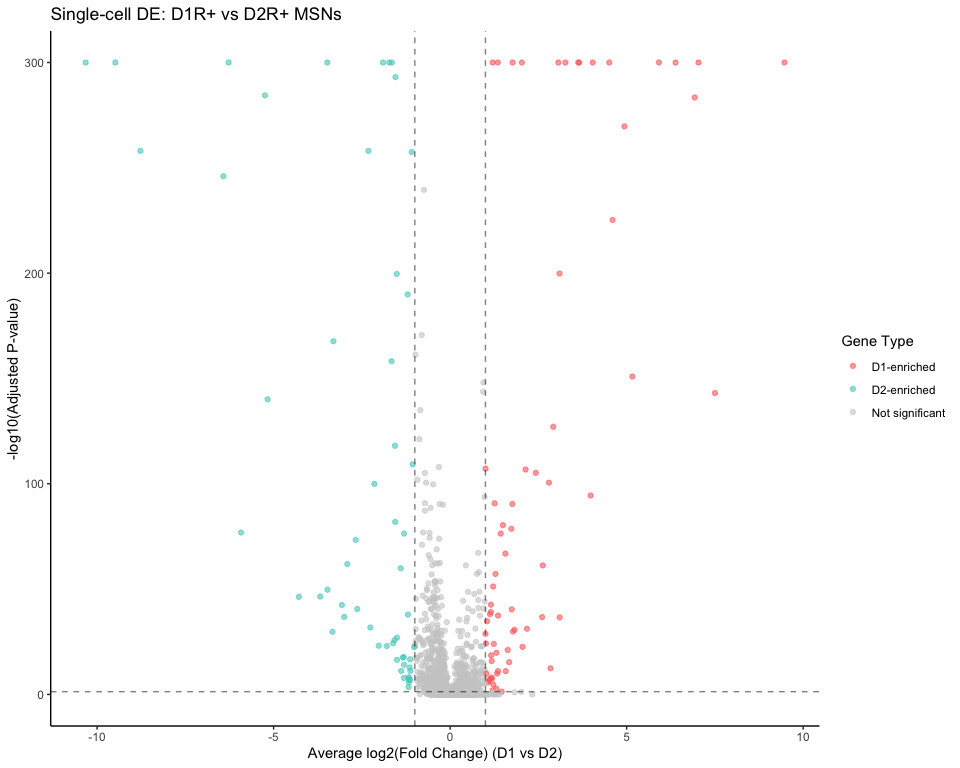 Single-cell DE: D1R+ vs D2R+ MSNs
300
200
100
0
-log10(Adjusted P-value)
-10
-5
0
5
10
Average log2(Fold Change) (D1 vs D2)
Gene Type
D1-enriched
D2-enriched
Not significant